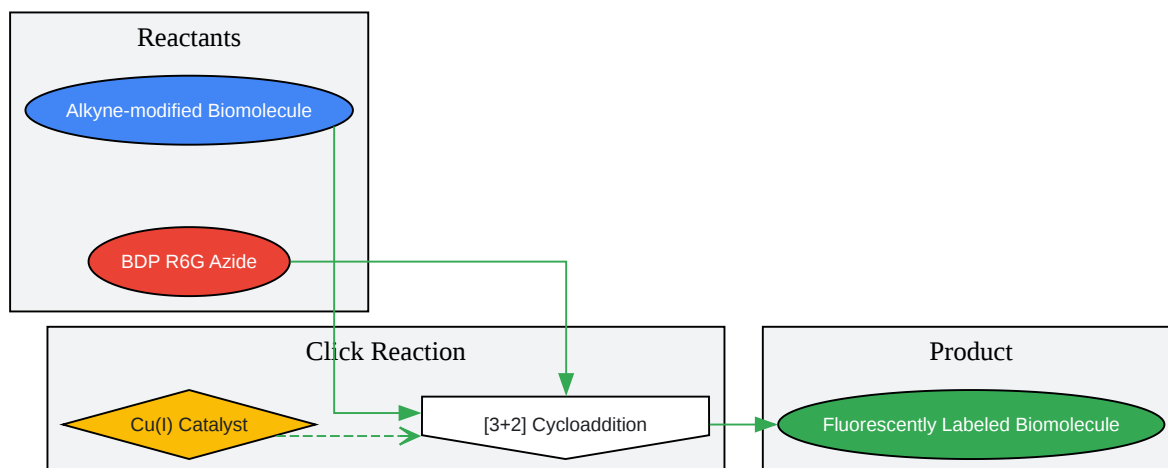 Reactants
Alkyne-modified Biomolecule
BDP R6G Azide
Click Reaction
Cu(I) Catalyst
[3+2] Cycloaddition
Product
Fluorescently Labeled Biomolecule